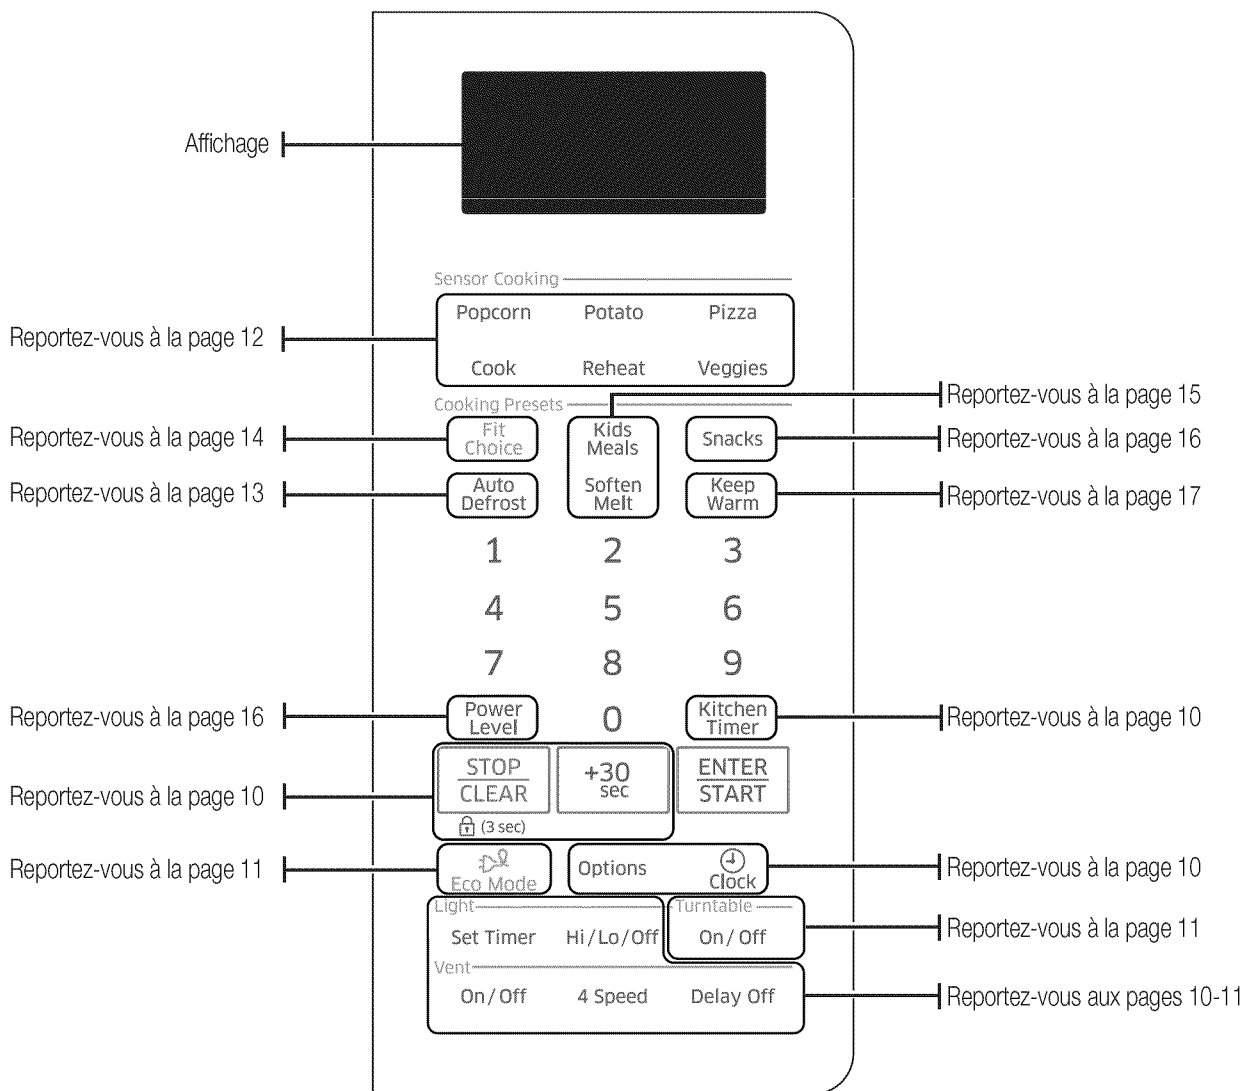 Affichage
Sensor Cooking
Popcorn Potato Pizza
Reportez-vous à la page 12
Cook Reheat Veggies
Cooking Presets
Reportez-vous à la page 15
Reportez-vous à la page 14
Fit
Choice
Kids
Meals
Snacks
Reportez-vous à la page 16
Reportez-vous à la page 13
Auto
Defrost
Soften
Melt
Keep
Warm
Reportez-vous à la page 17
1 2 3
4 5 6
7 8 9
Reportez-vous à la page 16
Power
Level
0
Kitchen
Timer
Reportez-vous à la page 10
Reportez-vous à la page 10
STOP
CLEAR
+30
sec
ENTER
START
(3 sec)
Reportez-vous à la page 11
Eco Mode
Options
Clock
Reportez-vous à la page 10
Light Turntable
Set Timer Hi/Lo/Off On/Off
Reportez-vous à la page 11
Vent
On/Off 4 Speed Delay Off
Reportez-vous aux pages 10-11